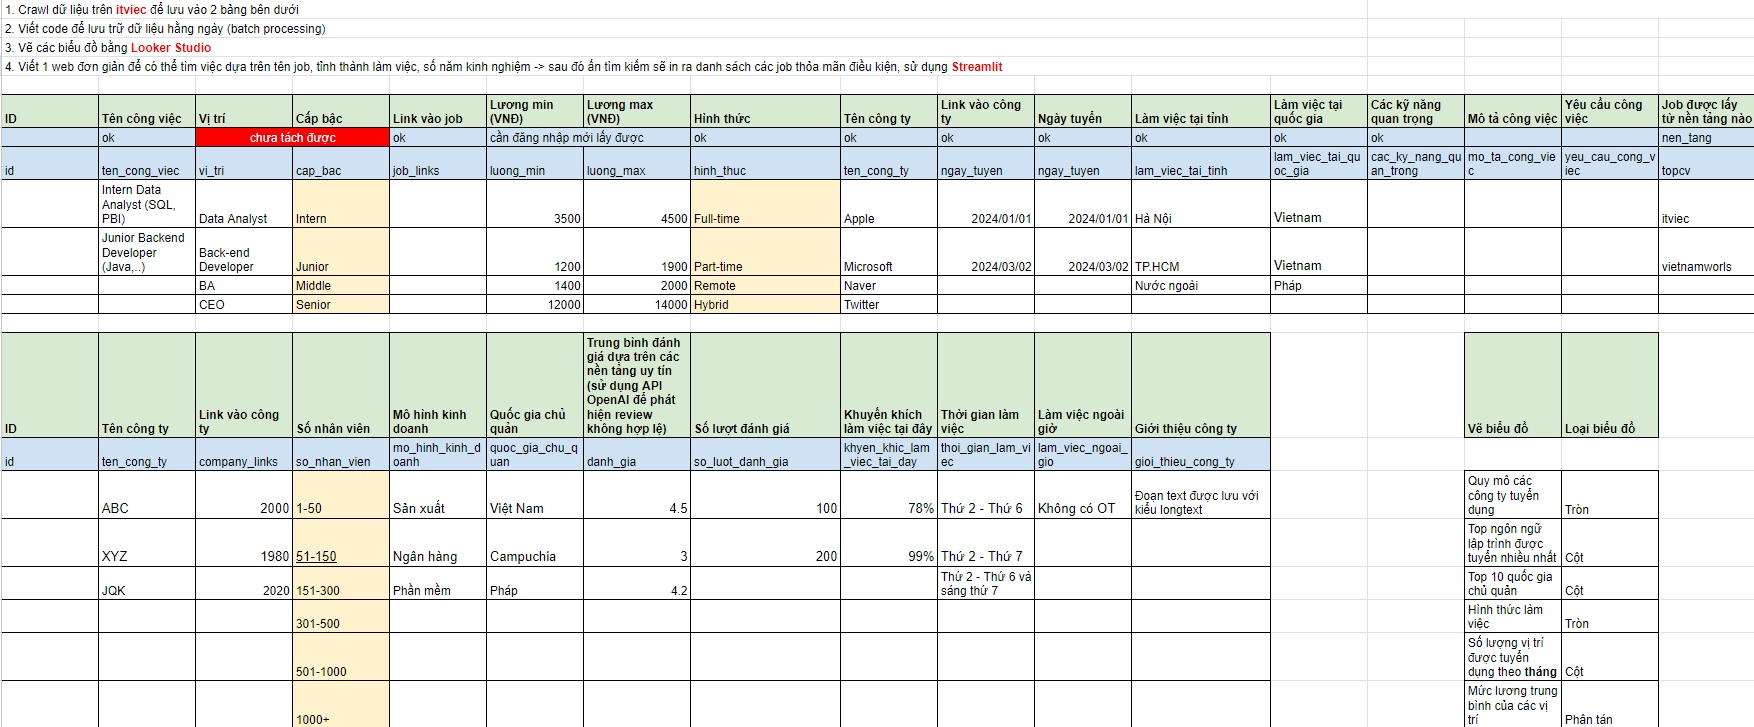 1. Crawl dữ liệu trên itviec để lưu vào 2 bảng bên dưới
2. Viết code để lưu trữ dữ liệu hằng ngày (batch processing)
3. Vẽ các biểu đồ bằng Looker Studio
4. Viết 1 web đơn giản để có thể tìm việc dựa trên tên job, tỉnh thành làm việc, số năm kinh nghiệm -> sau đó ấn tìm kiếm sẽ in ra danh sách các job thỏa mãn điều kiện, sử dụng Streamlit
ID Tên công việc Vị trí Cấp bậc Link vào job Lương min (VNĐ) Lương max (VNĐ) Hình thức Tên công ty Link vào công ty Ngày tuyển Làm việc tại tỉnh Làm việc tại quốc gia Các kỹ năng quan trọng Mô tả công việc Yêu cầu công việc Job được lấy từ nền tảng nào
ok chưa tách được ok cần đăng nhập mới lấy được ok ok ok ok ok ok ok nen_tang
id ten_cong_viec vi_tri cap_bac job_links luong_min luong_max hinh_thuc ten_cong_ty ngay_tuyen ngay_tuyen lam_viec_tai_tinh lam_viec_tai_quoc_gia cac_ky_nang_quan_trong mo_ta_cong_viec yeu_cau_cong_viec topcv
Intern Data Analyst (SQL, PBI) Data Analyst Intern 3500 4500 Full-time Apple 2024/01/01 2024/01/01 Hà Nội Vietnam itviec
Junior Backend Developer (Java,..) Back-end Developer Junior 1200 1900 Part-time Microsoft 2024/03/02 2024/03/02 TP.HCM Vietnam vietnamworls
BA Middle 1400 2000 Remote Naver Nước ngoài Pháp
CEO Senior 12000 14000 Hybrid Twitter
ID Tên công ty Link vào công ty Số nhân viên Mô hình kinh doanh Quốc gia chủ quản Trung bình đánh giá dựa trên các nền tảng uy tín (sử dụng API OpenAI để phát hiện review không hợp lệ) Số lượt đánh giá Khuyến khích làm việc tại đây Thời gian làm việc Làm việc ngoài giờ Giới thiệu công ty Vẽ biểu đồ Loại biểu đồ
id ten_cong_ty company_links so_nhan_vien mo_hinh_kinh_doanh quoc_gia_chu_quan danh_gia so_luot_danh_gia khyen_khic_lam_viec_tai_day thoi_gian_lam_viec lam_viec_ngoai_gio gioi_thieu_cong_ty
ABC 2000 1-50 Sản xuất Việt Nam 4.5 100 78% Thứ 2 - Thứ 6 Không có OT Đoạn text được lưu với kiểu longtext Quy mô các công ty tuyển dụng Tròn
XYZ 1980 51-150 Ngân hàng Campuchia 3 200 99% Thứ 2 - Thứ 7 Top ngôn ngữ lập trình được tuyển nhiều nhất Cột
JQK 2020 151-300 Phần mềm Pháp 4.2 Thứ 2 - Thứ 6 và sáng thứ 7 Top 10 quốc gia chủ quản Cột
301-500 Hình thức làm việc Tròn
501-1000 Số lượng vị trí được tuyển dụng theo tháng Cột
1000+ Mức lương trung bình của các vị trí Phân tán